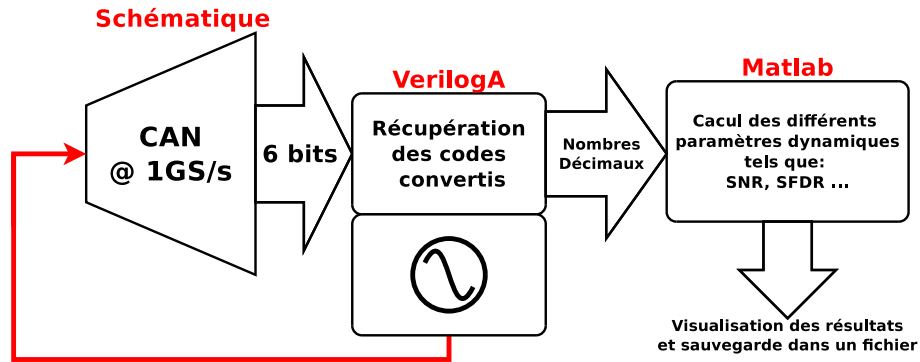 Schématique
CAN
@ 1GS/s
6 bits
VerilogA
Récupération
des codes
convertis
Nombres
Décimaux
Matlab
Cacul des différents
paramètres dynamiques
tels que:
SNR, SFDR ...
Visualisation des résultats
et sauvegarde dans un fichier